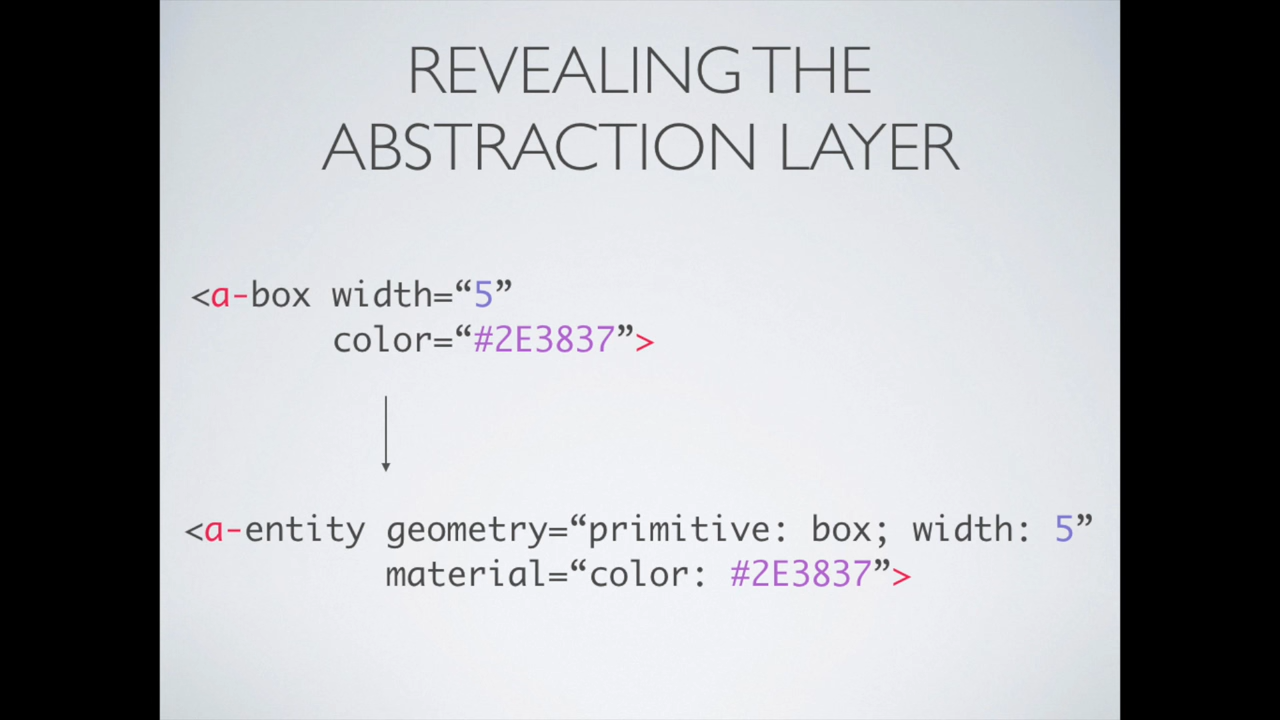 REVEALING THE
ABSTRACTION LAYER
<a-box width=“5”
color=“#2E3837”>
<a-entity geometry=“primitive: box; width: 5”
material=“color: #2E3837”>